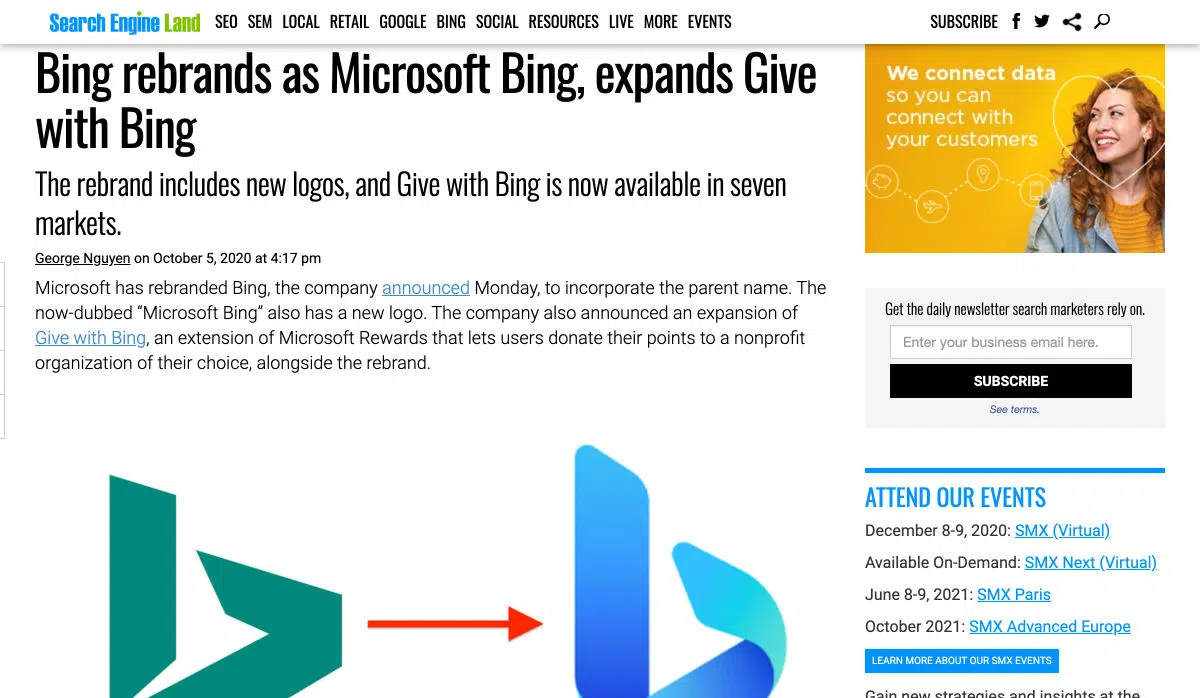 Search Engine Land
SEO SEM LOCAL RETAIL GOOGLE BING SOCIAL RESOURCES LIVE MORE EVENTS
SUBSCRIBE
Bing rebrands as Microsoft Bing, expands Give
with Bing
The rebrand includes new logos, and Give with Bing is now available in seven
markets.
George Nguyen on October 5, 2020 at 4:17 pm
Microsoft has rebranded Bing, the company announced Monday, to incorporate the parent name. The
now-dubbed “Microsoft Bing” also has a new logo. The company also announced an expansion of
Give with Bing, an extension of Microsoft Rewards that lets users donate their points to a nonprofit
organization of their choice, alongside the rebrand.
We connect data
so you can
connect with
your customers
Get the daily newsletter search marketers rely on.
Enter your business email here.
SUBSCRIBE
See terms.
ATTEND OUR EVENTS
December 8-9, 2020: SMX (Virtual)
Available On-Demand: SMX Next (Virtual)
June 8-9, 2021: SMX Paris
October 2021: SMX Advanced Europe
LEARN MORE ABOUT OUR SMX EVENTS
Gain new strategies and insights at the